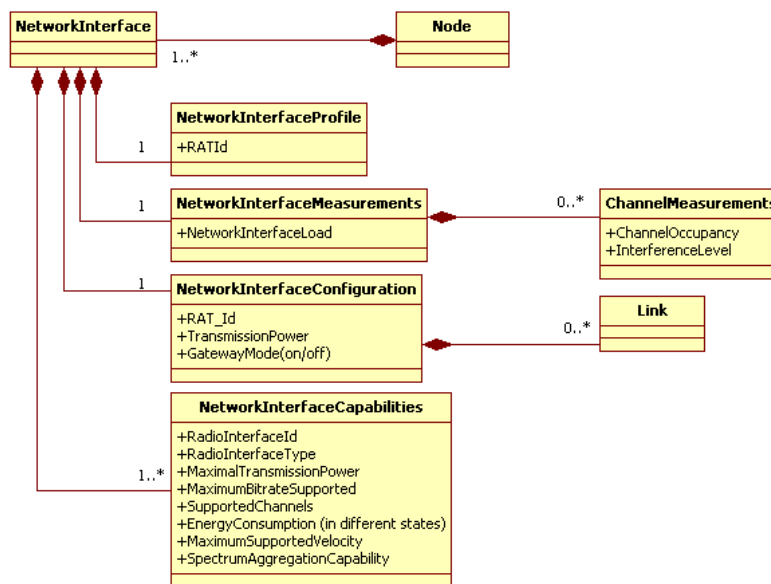 NetworkInterface
Node
1..*
NetworkInterfaceProfile
+RATId
1
NetworkInterfaceMeasurements
+NetworkInterfaceLoad
1
0..*
ChannelMeasurements
+ChannelOccupancy
+InterferenceLevel
NetworkInterfaceConfiguration
+RAT_Id
+TransmissionPower
+GatewayMode(on/off)
1
0..*
Link
NetworkInterfaceCapabilities
+RadioInterfaceId
+RadioInterfaceType
+MaximalTransmissionPower
+MaximumBitrateSupported
+SupportedChannels
+EnergyConsumption (in different states)
+MaximumSupportedVelocity
+SpectrumAggregationCapability
1..*